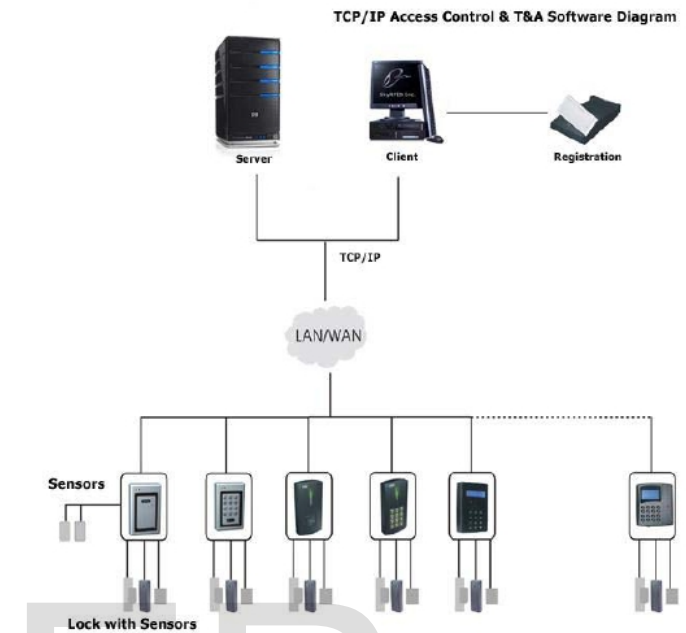 TCP/IP Access Control & T&A Software Diagram
Server
Client
Registration
TCP/IP
LAN/WAN
Sensors
Lock with Sensors